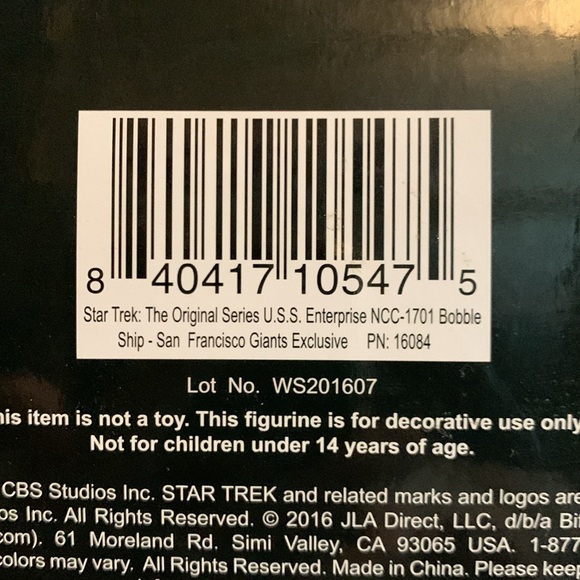 8 40417 10547 5
Star Trek: The Original Series U.S.S. Enterprise NCC-1701 Bobble
Ship - San Francisco Giants Exclusive PN: 16084
Lot No. WS201607
his item is not a toy. This figurine is for decorative use only
Not for children under 14 years of age.
CBS Studios Inc. STAR TREK and related marks and logos are
os Inc. All Rights Reserved. © 2016 JLA Direct, LLC, d/b/a Bi
com). 61 Moreland Rd. Simi Valley, CA 93065 USA. 1-877
colors may vary. All Rights Reserved. Made in China. Please keep